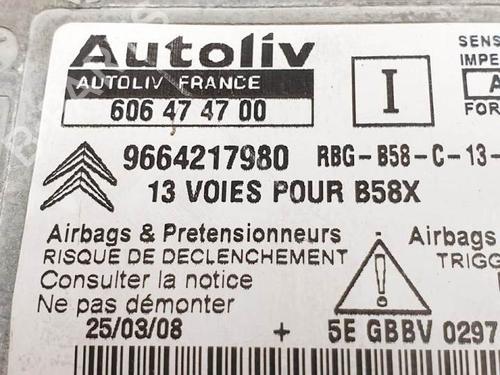 Autoliv
AUTOLIV FRANCE
606 47 47 00
I
SENS
IMPE
A
FOR
9664217980 RBG-B58-C-13-
13 VOIES POUR B58X
Airbags & Pretensionneurs
RISQUE DE DECLENCHEMENT
Consulter la notice
Ne pas démonter
Airbags
TRIGG
25/03/08 + 5E GBBV 0297